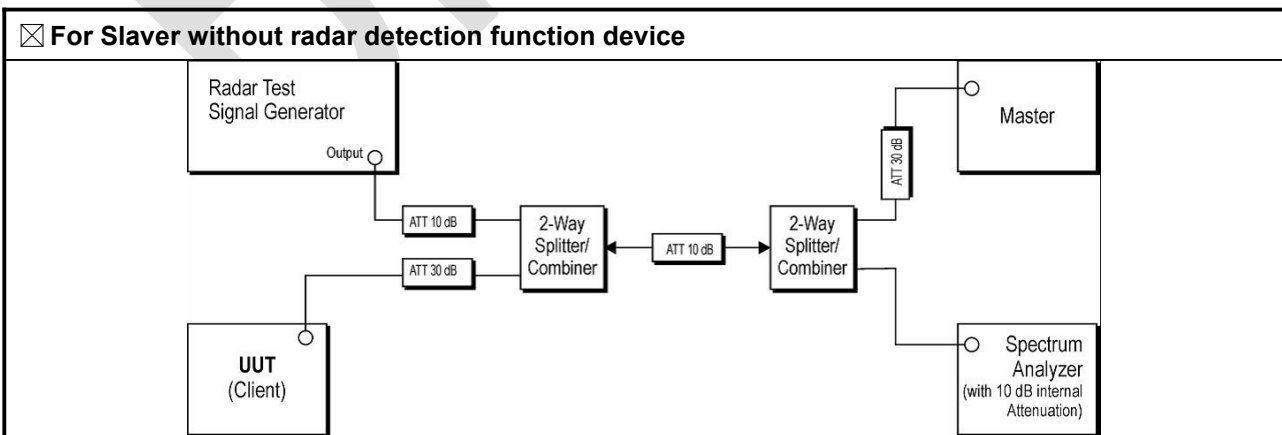 ☒ For Slaver without radar detection function device
Radar Test
Signal Generator
Output
Master
ATT 30 dB
ATT 10 dB
2-Way
Splitter/
Combiner
ATT 10 dB
2-Way
Splitter/
Combiner
ATT 30 dB
UUT
(Client)
Spectrum
Analyzer
(with 10 dB internal
Attenuation)